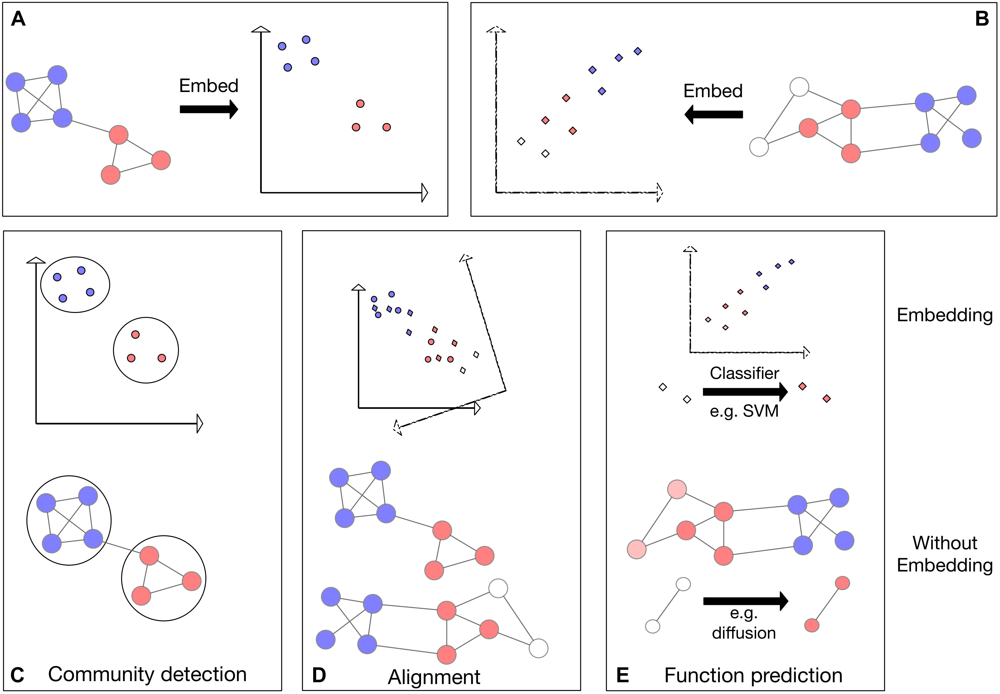 A
Embed
B
Embed
Embedding
Classifier
e.g. SVM
Without
Embedding
e.g.
diffusion
C Community detection
D Alignment
E Function prediction